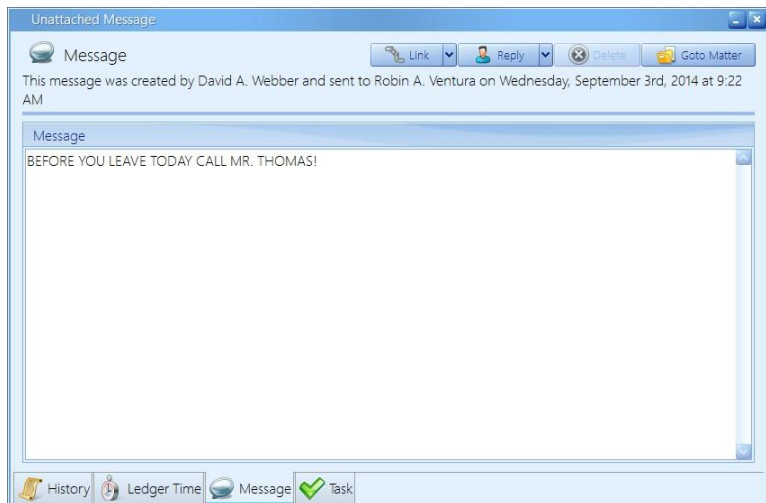 Unattached Message
Message
Link
Reply
Delete
Goto Matter
This message was created by David A. Webber and sent to Robin A. Ventura on Wednesday, September 3rd, 2014 at 9:22
AM
Message
BEFORE YOU LEAVE TODAY CALL MR. THOMAS!
History
Ledger Time
Message
Task